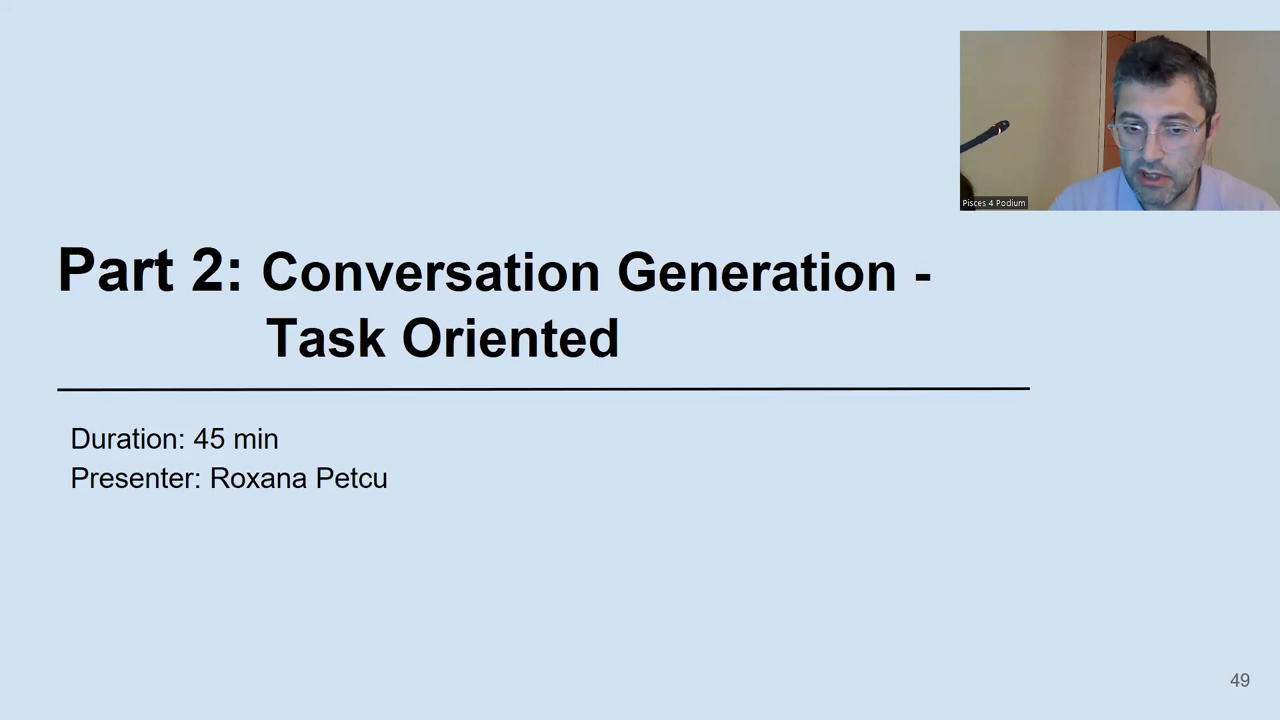 Pisces 4 Podium
Part 2: Conversation Generation -
Task Oriented
Duration: 45 min
Presenter: Roxana Petcu
49